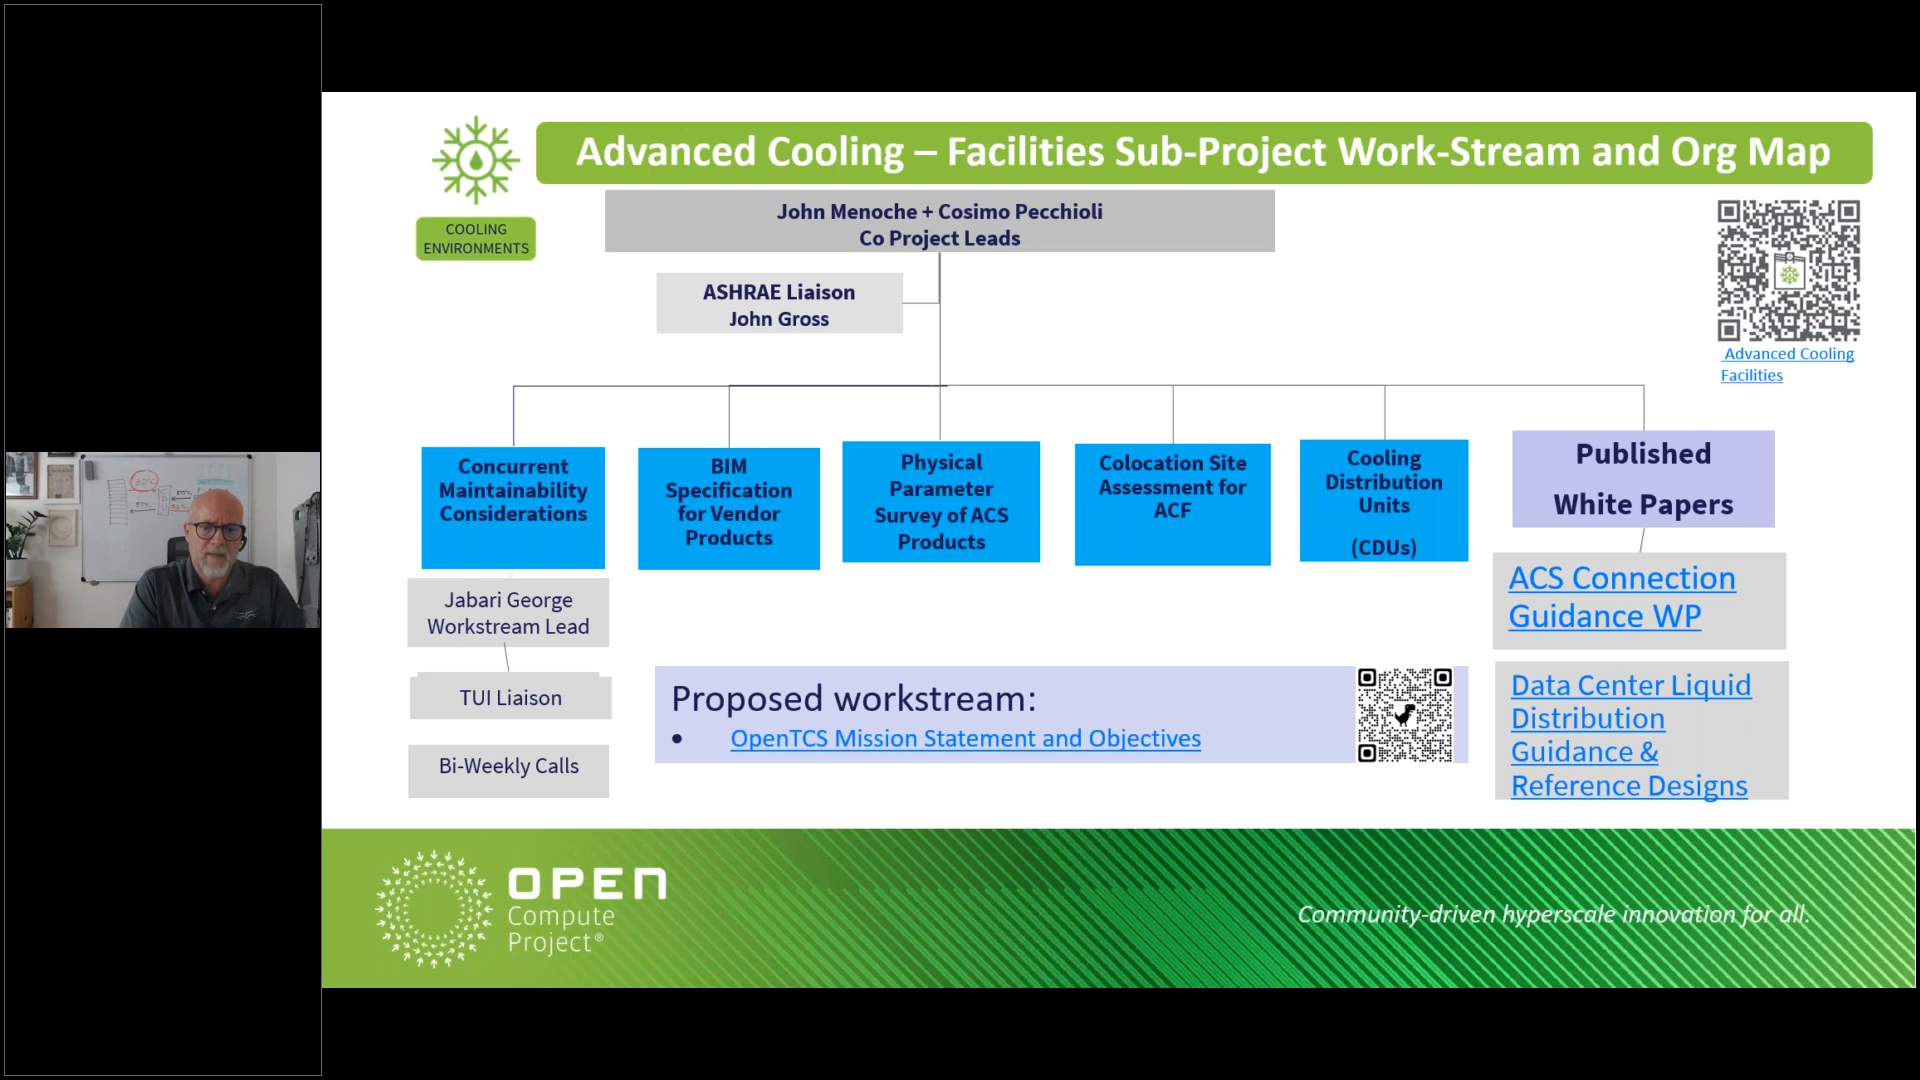 Advanced Cooling – Facilities Sub-Project Work-Stream and Org Map
COOLING
ENVIRONMENTS
John Menoche + Cosimo Pecchioli
Co Project Leads
ASHRAE Liaison
John Gross
Advanced Cooling
Facilities
Concurrent
Maintainability
Considerations
BIM
Specification
for Vendor
Products
Physical
Parameter
Survey of ACS
Products
Colocation Site
Assessment for
ACF
Cooling
Distribution
Units
(CDUs)
Published
White Papers
Jabari George
Workstream Lead
TUI Liaison
Bi-Weekly Calls
Proposed workstream:
• OpenTCS Mission Statement and Objectives
ACS Connection
Guidance WP
Data Center Liquid
Distribution
Guidance &
Reference Designs
OPEN
Compute
Project®
Community-driven hyperscale innovation for all.